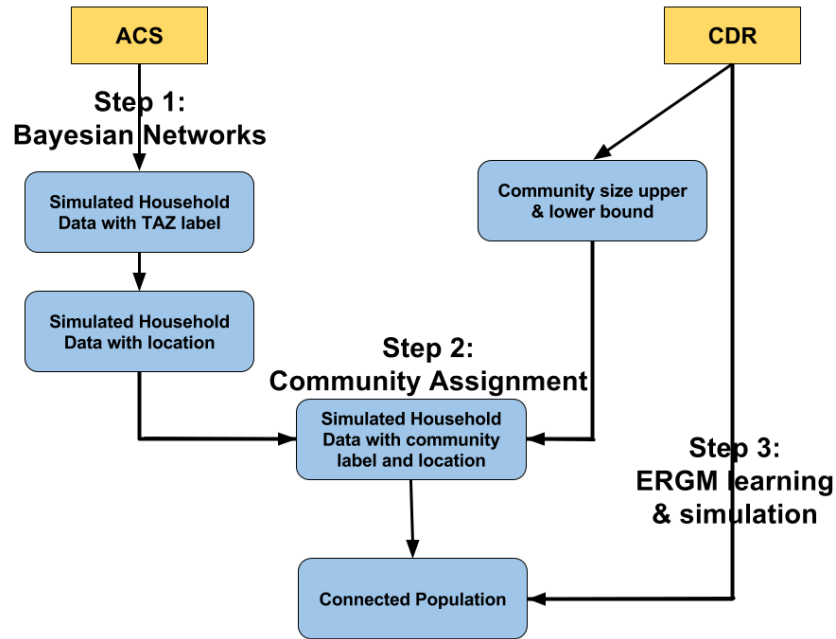 ACS
CDR
Step 1:
Bayesian Networks
Simulated Household
Data with TAZ label
Community size upper
& lower bound
Simulated Household
Data with location
Step 2:
Community Assignment
Simulated Household
Data with community
label and location
Step 3:
ERGM learning
& simulation
Connected Population